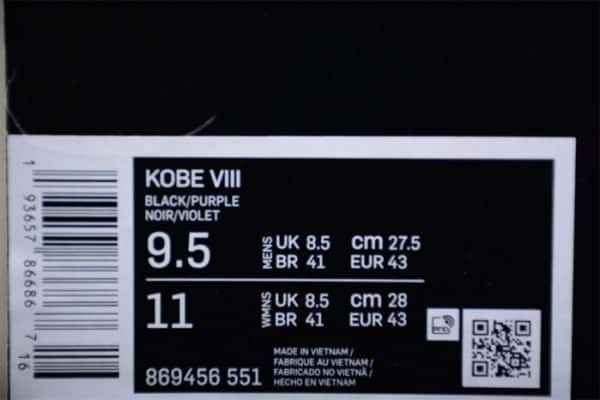 KOBE VIII
BLACK/PURPLE
NOIR/VIOLET
9.5 MENS UK 8.5 cm 27.5
BR 41 EUR 43
11 WMNS UK 8.5 cm 28
BR 41 EUR 43
MADE IN VIETNAM /
FABRIQUE AU VIETNAM /
FABRICADO NO VIETNÃ /
HECHO EN VIETNAM
869456 551
1 93657 86686 716